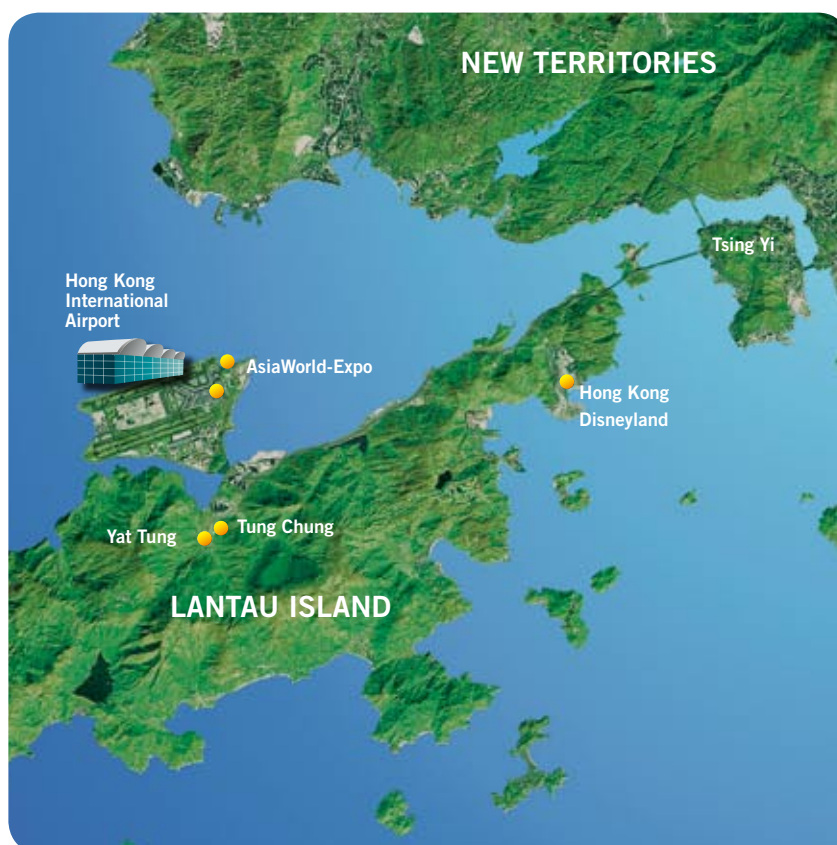 NEW TERRITORIES
Tsing Yi
Hong Kong
International
Airport
AsiaWorld-Expo
Hong Kong
Disneyland
Yat Tung
Tung Chung
LANTAU ISLAND